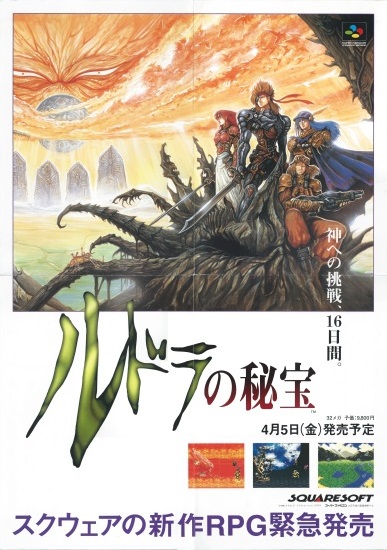 神への挑戦、16日間。
ルドラの秘宝
TM
32メガ 予価:9,800円
4月5日(金)発売予定
SQUARESOFT
スクウェアの新作RPG緊急発売